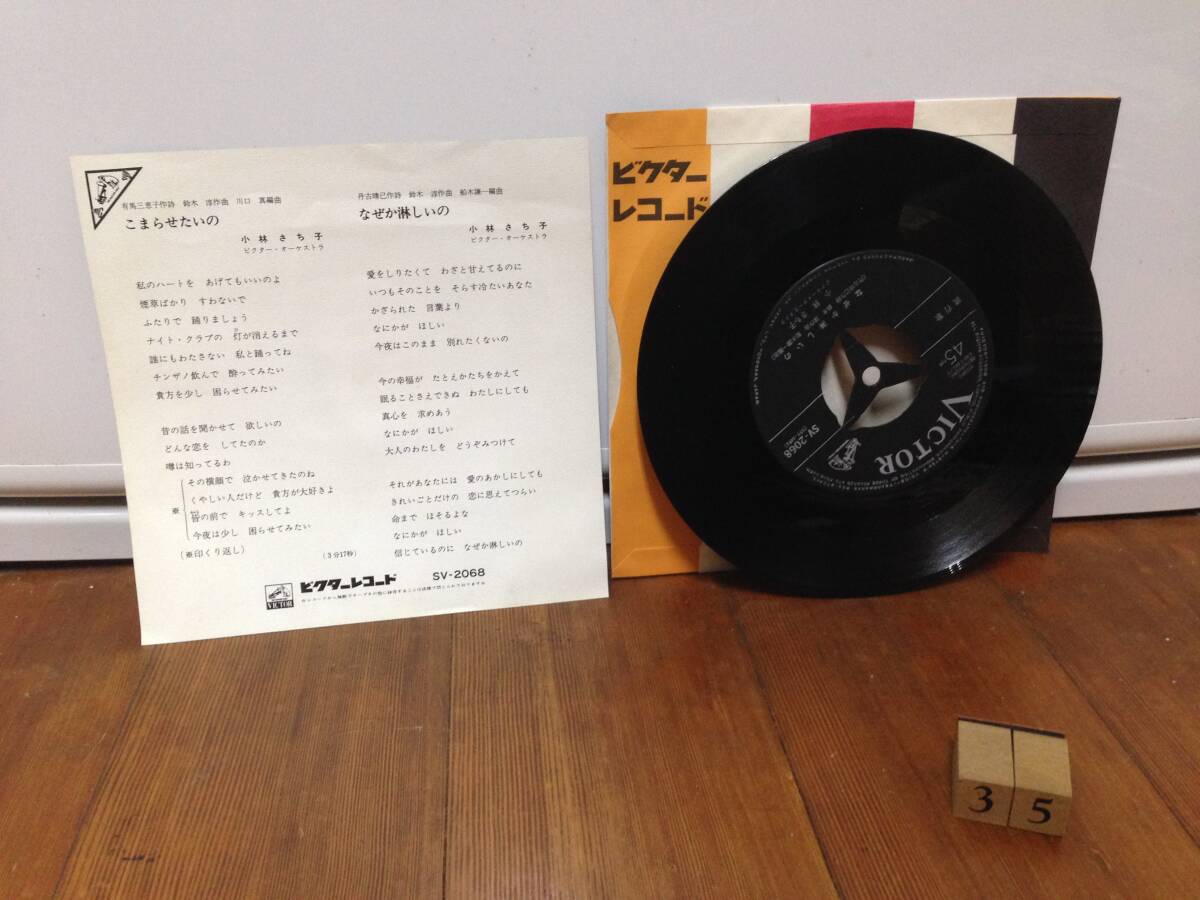 有馬三恵子作詩 鈴木 淳作曲 川口 真編曲
こまらせたいの
小林さち子
ビクター・オーケストラ
私のハートを あげてもいいのよ
煙草ばかり すわないで
ふたりで 踊りましょう
ナイト・クラブの 灯が消えるまで
誰にもわたさない 私と踊ってね
チンザノ飲んで 酔ってみたい
貴方を少し 困らせてみたい
昔の話を聞かせて 欲しいの
どんな恋を してたのか
噂は知ってるわ
その横顔で 泣かせてきたのね
くやしい人だけど 貴方が大好きよ
皆の前で キッスしてよ
今夜は少し 困らせてみたい
(※印くり返し)
(3分17秒)
丹古晴己作詩 鈴木 淳作曲 船木謙一編曲
なぜか淋しいの
小林さち子
ビクター・オーケストラ
愛をしりたくて わざと甘えてるのに
いつもそのことを そらす冷たいあなた
かざられた 言葉より
なにかが ほしい
今夜はこのまま 別れたくないの
今の幸福が たとえかたちをかえて
眠ることさえできぬ わたしにしても
真心を 求めあう
なにかが ほしい
大人のわたしを どうぞみつけて
それがあなたには 愛のあかしにしても
きれいごとだけの 恋に思えてつらい
命まで ほそるよな
なにかが ほしい
信じているのに なぜか淋しいの
VICTOR
ビクターレコード SV-2068
ビクター
レコード
流行歌
45
VICTOR
SV-2068
なぜか淋しいの
3 5